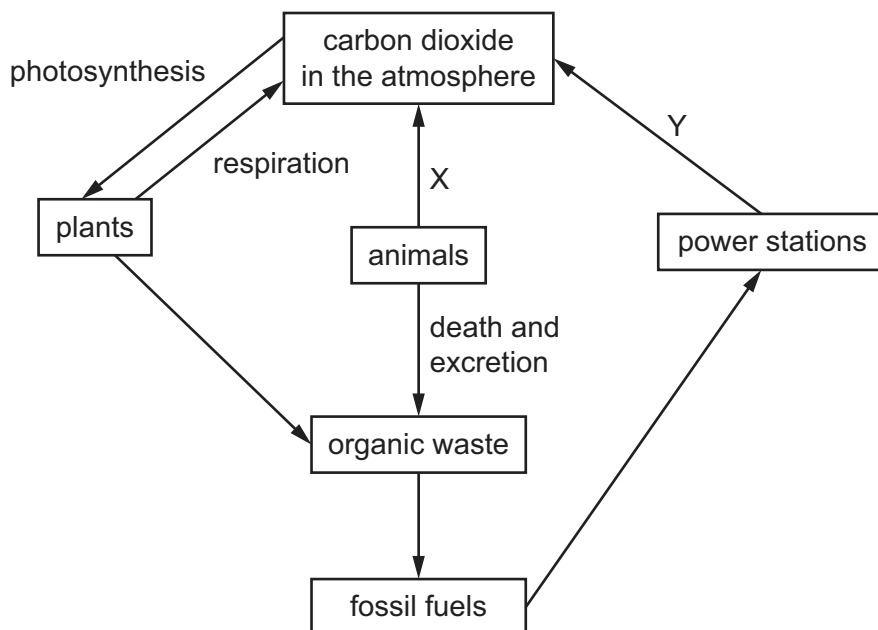 carbon dioxide
in the atmosphere
photosynthesis
respiration
X
Y
plants
animals
power stations
death and
excretion
organic waste
fossil fuels